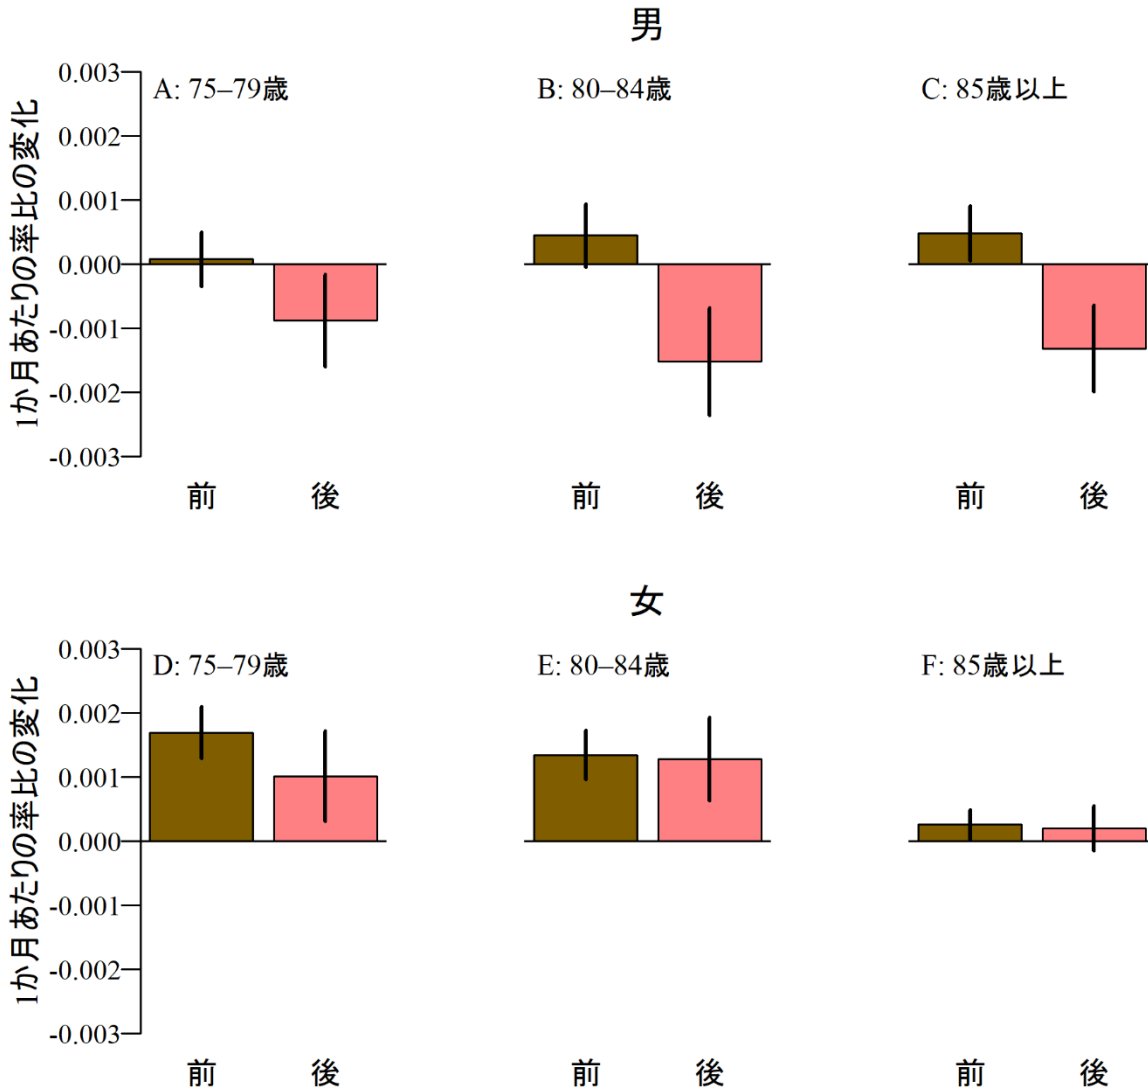 男
A: 75–79歳
B: 80–84歳
C: 85歳以上
1か月あたりの率比の変化
0.003
0.002
0.001
0.000
-0.001
-0.002
-0.003
前
後
前
後
前
後
女
D: 75–79歳
E: 80–84歳
F: 85歳以上
1か月あたりの率比の変化
0.003
0.002
0.001
0.000
-0.001
-0.002
-0.003
前
後
前
後
前
後